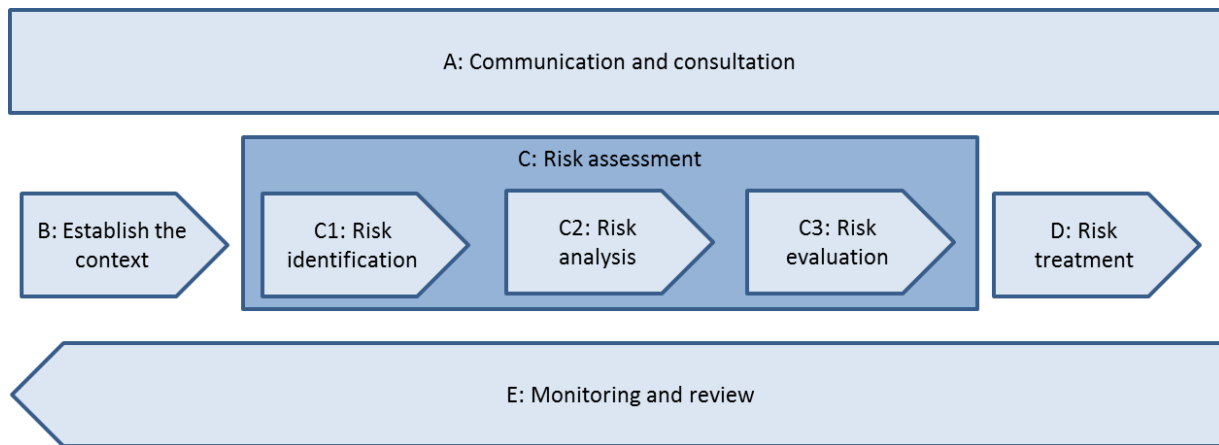 A: Communication and consultation
C: Risk assessment
B: Establish the
context
C1: Risk
identification
C2: Risk
analysis
C3: Risk
evaluation
D: Risk
treatment
E: Monitoring and review